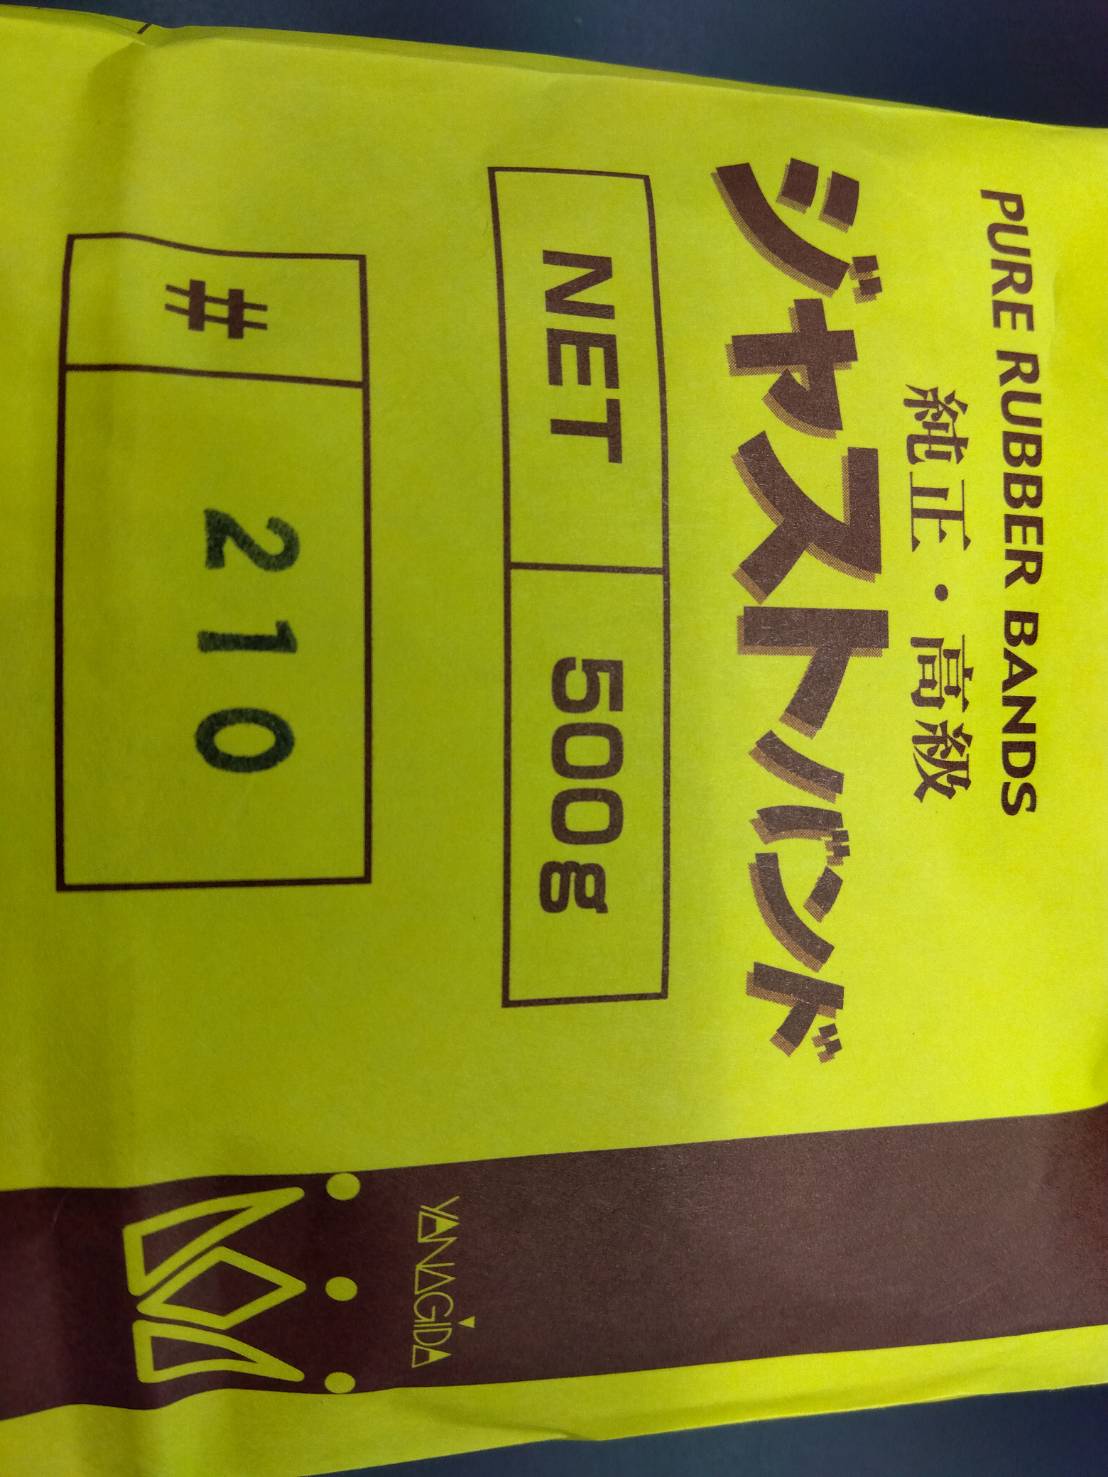 PURE RUBBER BANDS
純正・高級
ジャストバンド
NET 500g
# 210
YANAGIDA